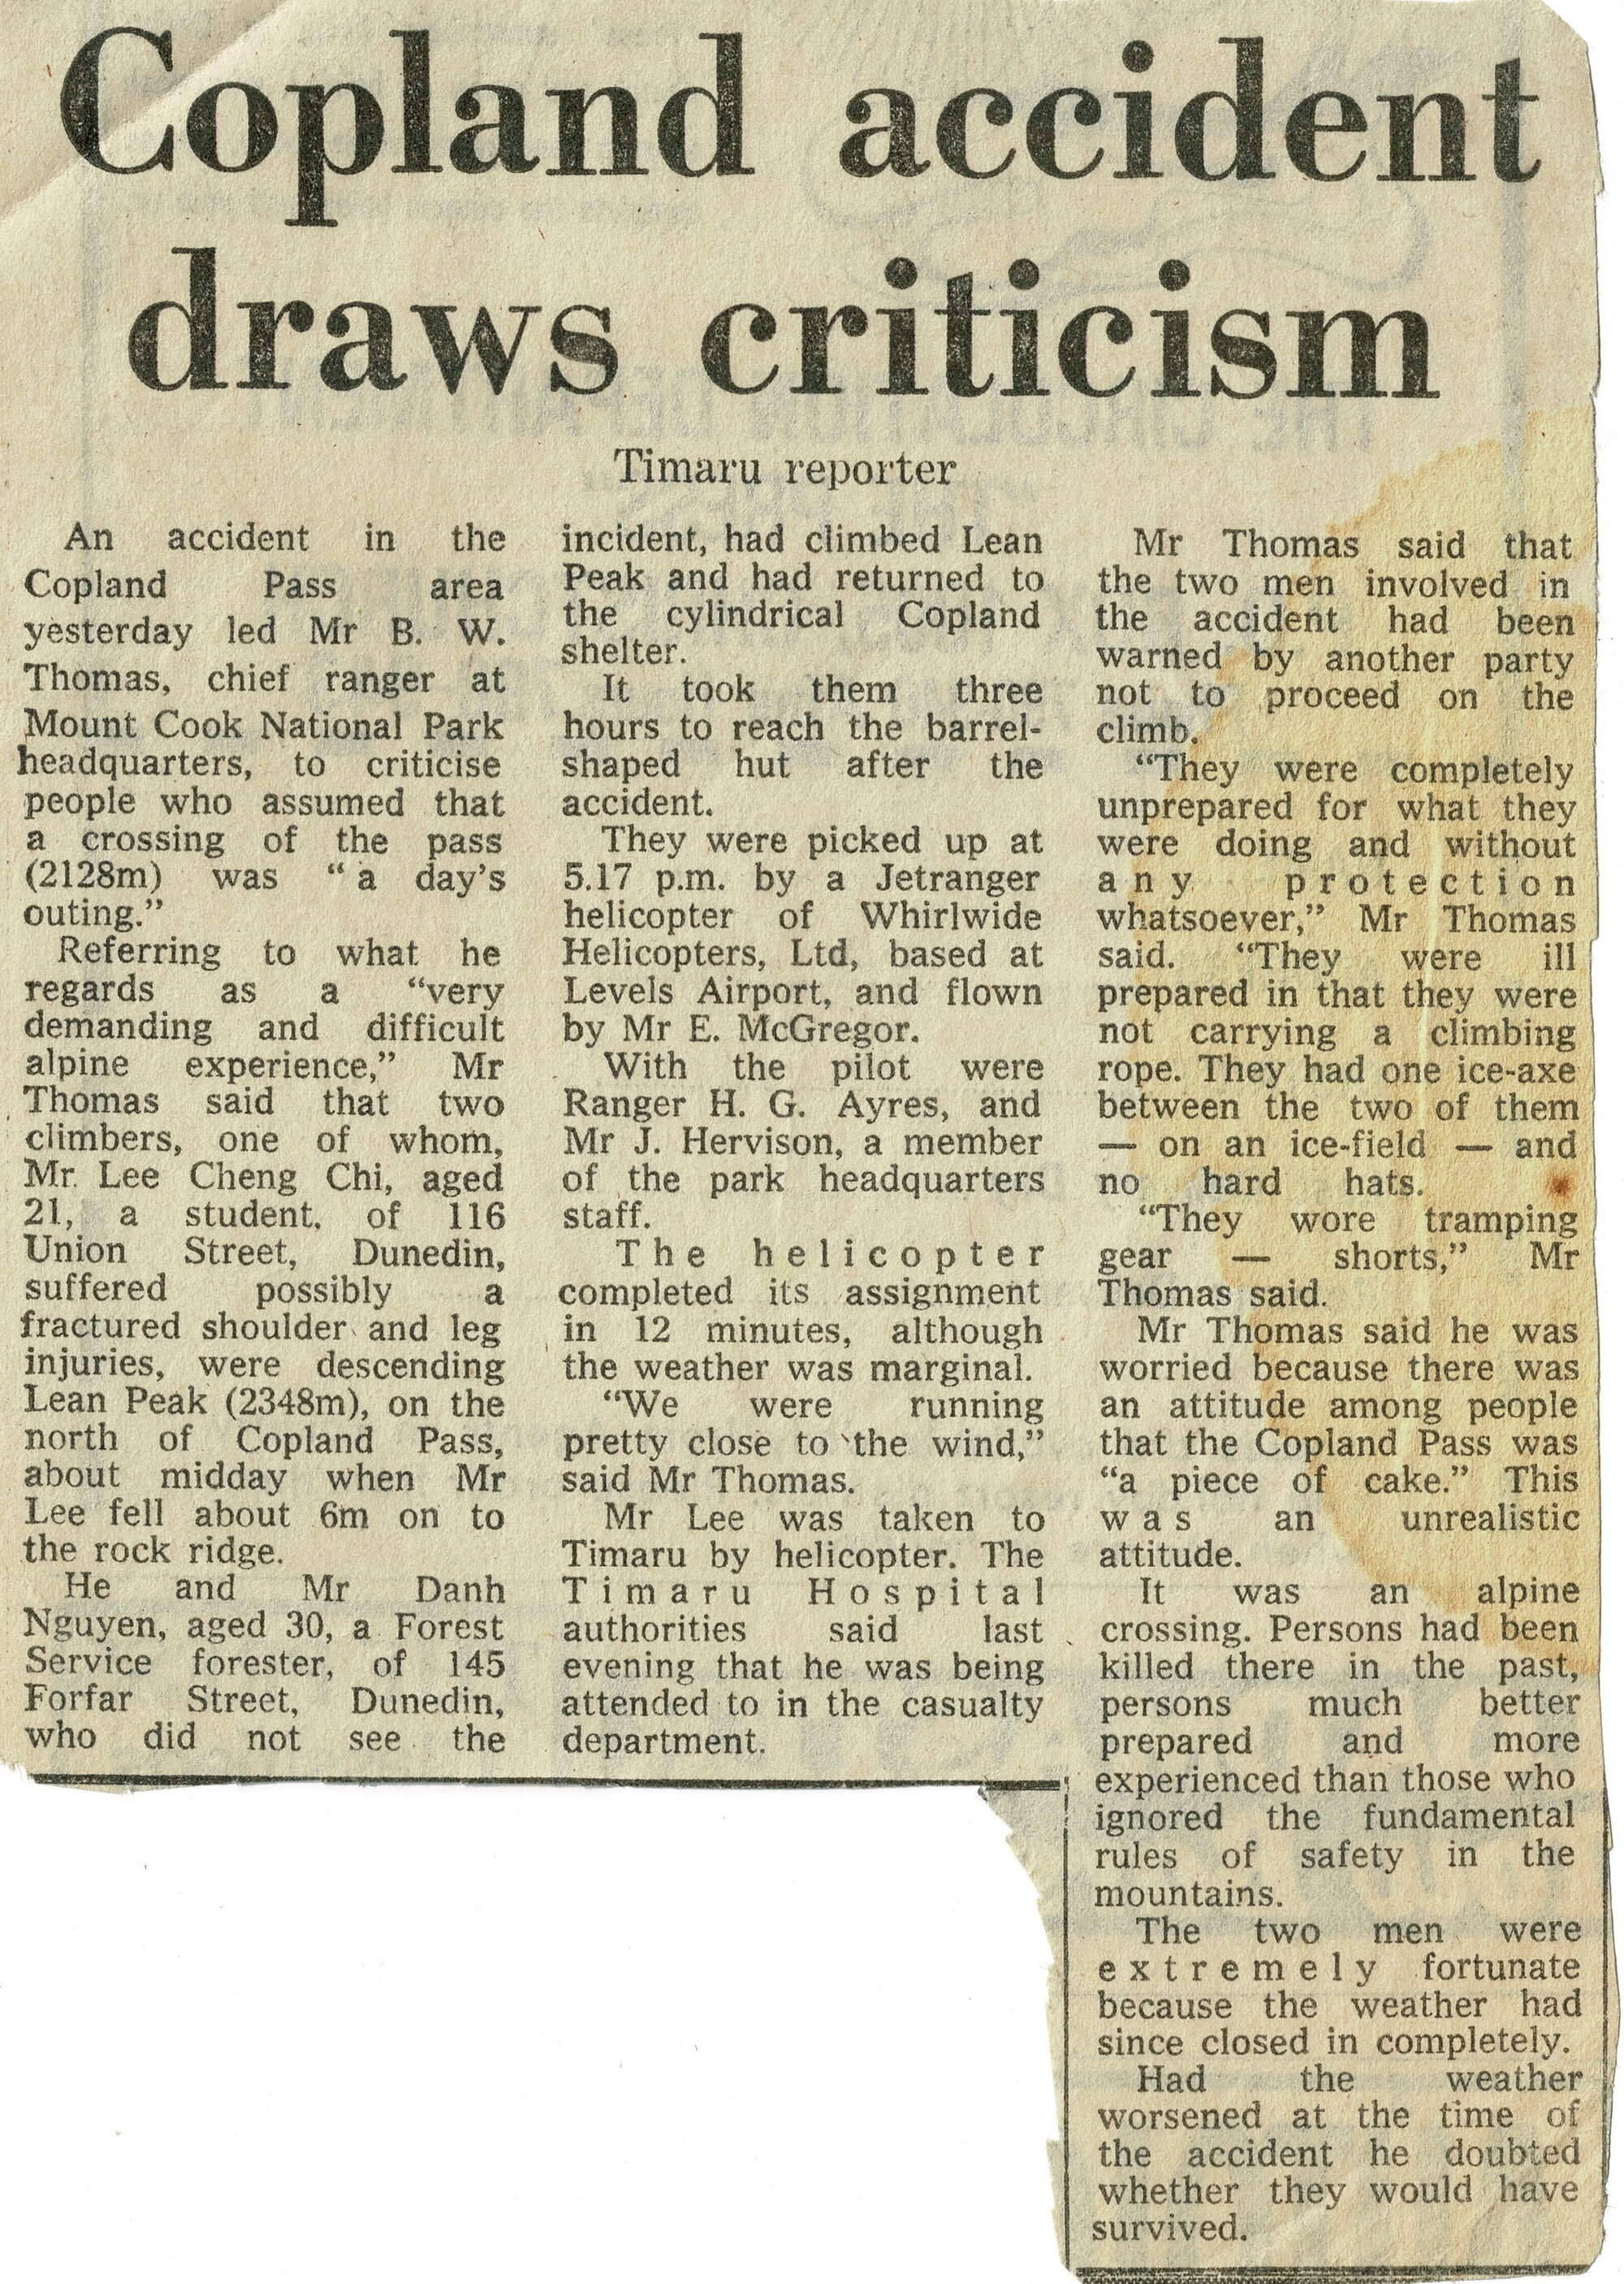 Copland accident
draws criticism
Timaru reporter
An accident in the
Copland Pass area
yesterday led Mr B. W.
Thomas, chief ranger at
Mount Cook National Park
headquarters, to criticise
people who assumed that
a crossing of the pass
(2128m) was "a day's
outing."
Referring to what he
regards as a "very
demanding and difficult
alpine experience," Mr
Thomas said that two
climbers, one of whom,
Mr Lee Cheng Chi, aged
21, a student, of 116
Union Street, Dunedin,
suffered possibly a
fractured shoulder and leg
injuries, were descending
Lean Peak (2348m), on the
north of Copland Pass,
about midday when Mr
Lee fell about 6m on to
the rock ridge.
He and Mr Danh
Nguyen, aged 30, a Forest
Service forester, of 145
Forfar Street, Dunedin,
who did not see the
incident, had climbed Lean
Peak and had returned to
the cylindrical Copland
shelter.
It took them three
hours to reach the barrel-
shaped hut after the
accident.
They were picked up at
5.17 p.m. by a Jetranger
helicopter of Whirlwide
Helicopters, Ltd, based at
Levels Airport, and flown
by Mr E. McGregor.
With the pilot were
Ranger H. G. Ayres, and
Mr J. Hervison, a member
of the park headquarters
staff.
The helicopter
completed its assignment
in 12 minutes, although
the weather was marginal.
"We were running
pretty close to the wind,"
said Mr Thomas.
Mr Lee was taken to
Timaru by helicopter. The
Timaru Hospital
authorities said last
evening that he was being
attended to in the casualty
department.
Mr Thomas said that
the two men involved in
the accident had been
warned by another party
not to proceed on the
climb.
"They were completely
unprepared for what they
were doing and without
any protection
whatsoever," Mr Thomas
said. "They were ill
prepared in that they were
not carrying a climbing
rope. They had one ice-axe
between the two of them
— on an ice-field — and
no hard hats.
"They wore tramping
gear — shorts," Mr
Thomas said.
Mr Thomas said he was
worried because there was
an attitude among people
that the Copland Pass was
"a piece of cake." This
was an unrealistic
attitude.
It was an alpine
crossing. Persons had been
killed there in the past,
persons much better
prepared and more
experienced than those who
ignored the fundamental
rules of safety in the
mountains.
The two men were
extremely fortunate
because the weather had
since closed in completely.
Had the weather
worsened at the time of
the accident he doubted
whether they would have
survived.